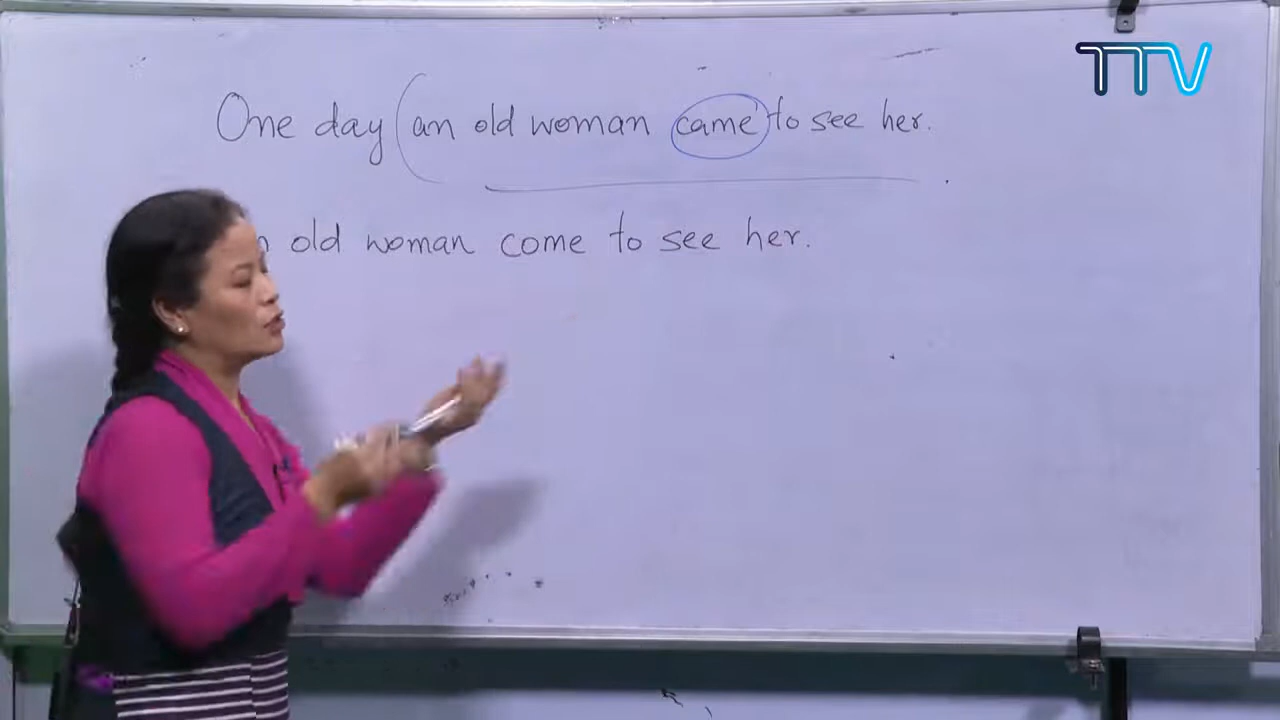 TTV
One day (an old woman came to see her.
old woman come to see her.